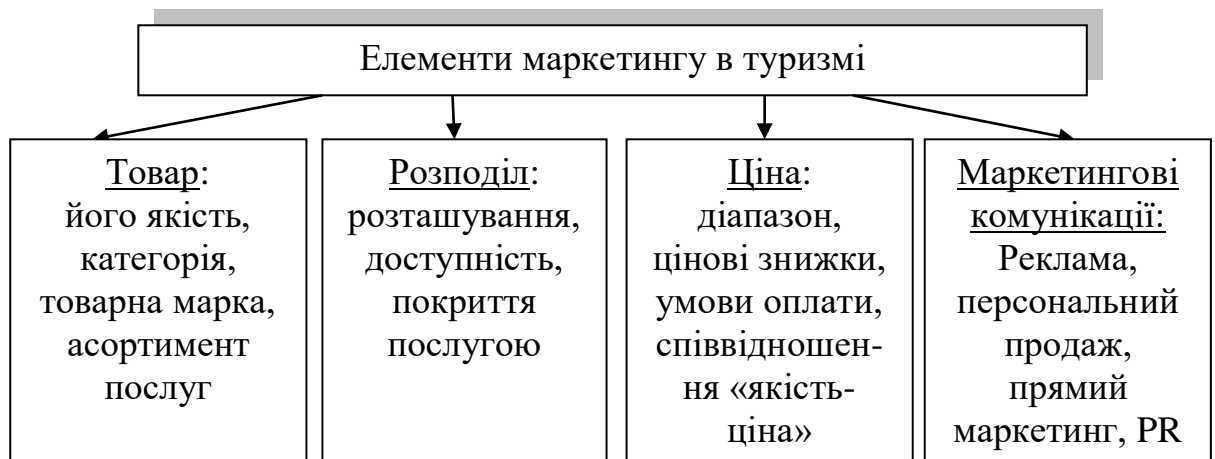 Елементи маркетингу в туризмі
Товар:
його якість,
категорія,
товарна марка,
асортимент
послуг
Розподіл:
розташування,
доступність,
покриття
послугою
Ціна:
діапазон,
цінові знижки,
умови оплати,
співвідношен-
ня «якість-
ціна»
Маркетингові
комунікації:
Реклама,
персональний
продаж,
прямий
маркетинг, PR